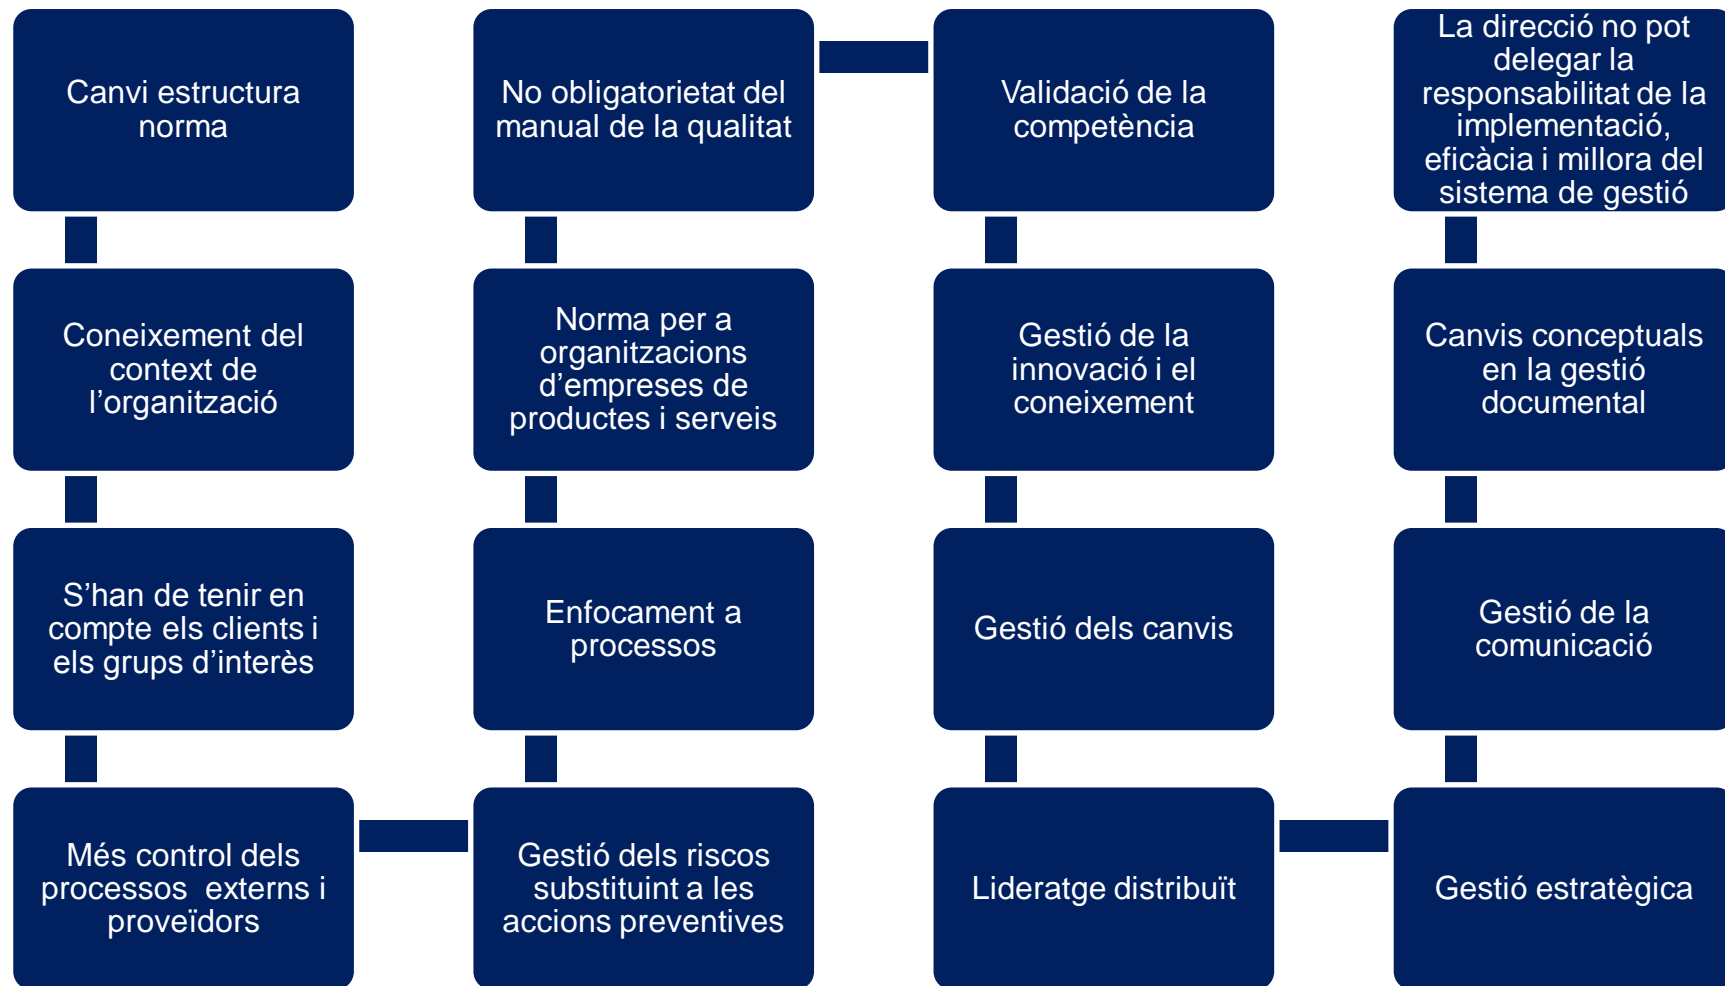 Canvi estructura
norma
Coneixement del
context de
l’organització
S’han de tenir en
compte els clients i
els grups d’interès
Més control dels
processos  externs i
proveïdors
Gestió dels riscos
substituint a les
accions preventives
Enfocament a
processos
Norma per a
organitzacions
d’empreses de
productes i serveis
No obligatorietat del
manual de la qualitat
Validació de la
competència
Gestió de la
innovació i el
coneixement
Gestió dels canvis
Lideratge distribuït
Gestió estratègica
Gestió de la
comunicació
Canvis conceptuals
en la gestió
documental
La direcció no pot
delegar la
responsabilitat de la
implementació,
eficàcia i millora del
sistema de gestió